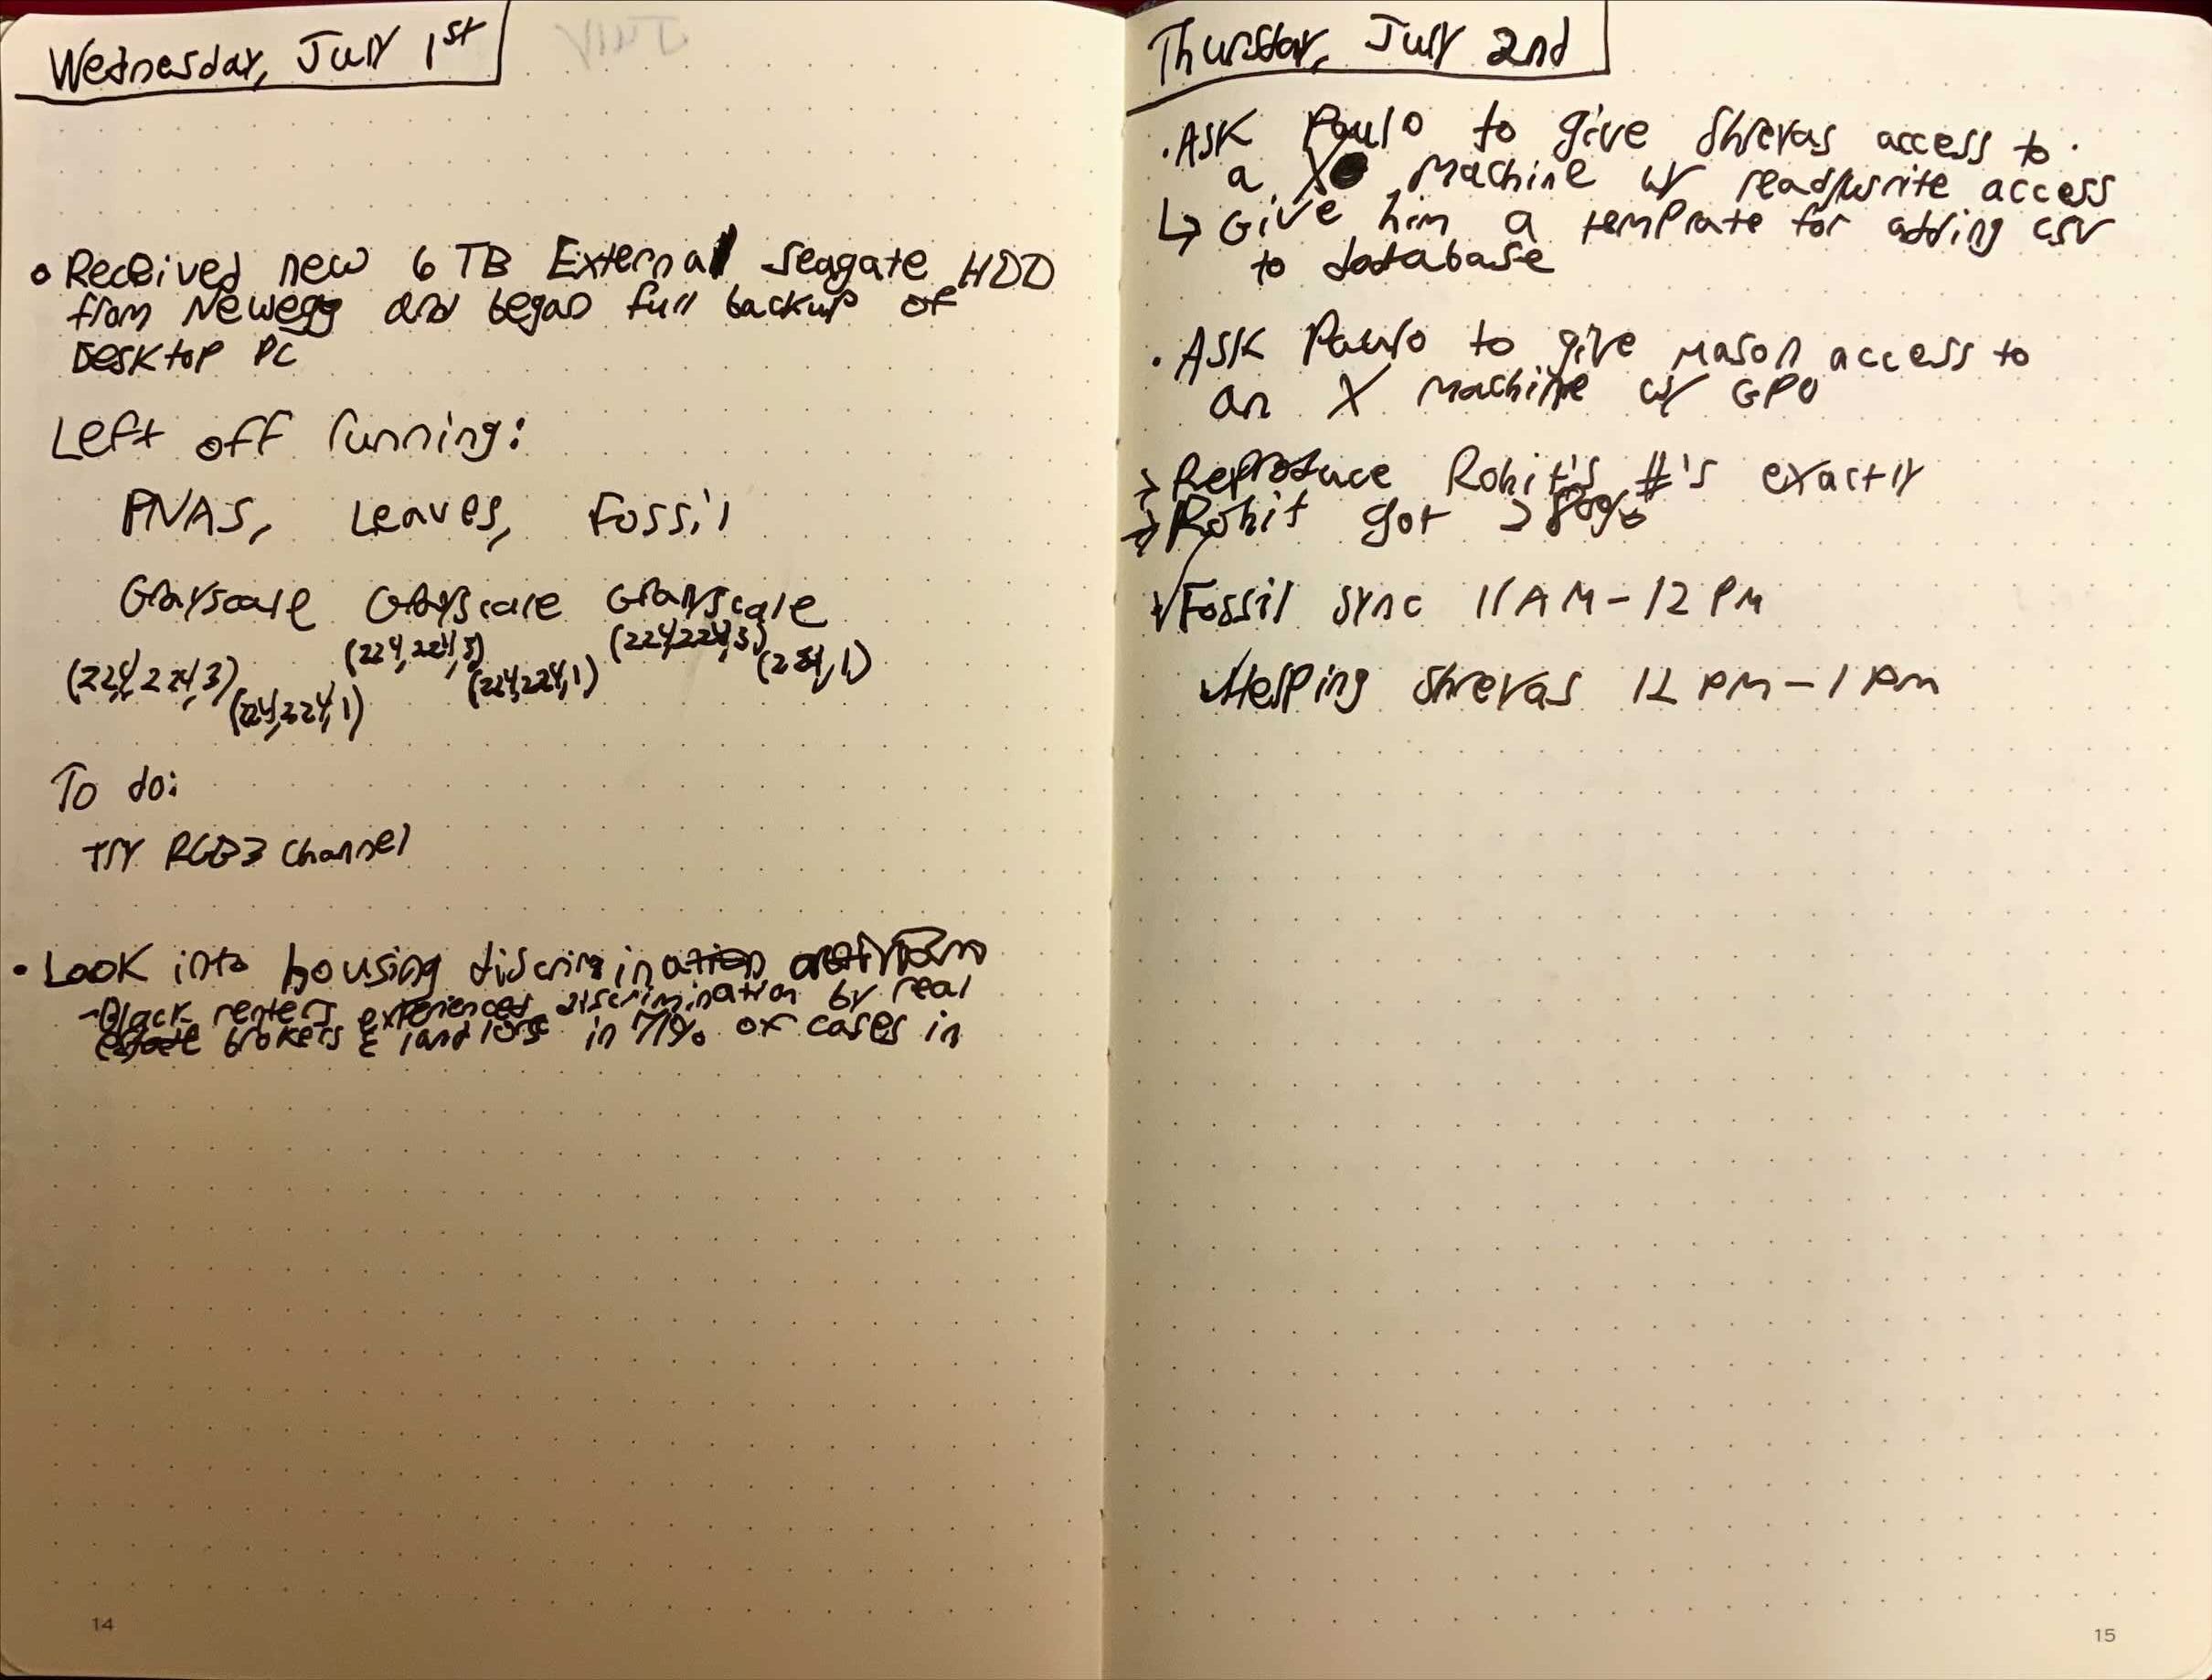 Wednesday, July 1st
• Received new 6 TB External Seagate HDD
from Newegg and began full backup of
Desktop PC
Left off running:
PNAS, Leaves, Fossil
Grayscale Grayscale Grayscale
(224,224,3) (224,224,3) (224,224,3)
(224,224,1) (224,224,1)
To do:
Try RGB 3 channel
• Look into housing discrimination
- Black renters experienced discrimination by real
estate brokers & landlords in 71% of cases in
14
Thursday, July 2nd
• Ask Paulo to give Shreyas access to
a X machine w/ read/write access
↳ Give him a template for adding csv
to database
• Ask Paulo to give Mason access to
an X machine w/ GPU
→ Reproduce Rohit's #'s exactly
→ Rohit got
Fossil sync 11 AM - 12 PM
Helping Shreyas 12 PM - 1 PM
15